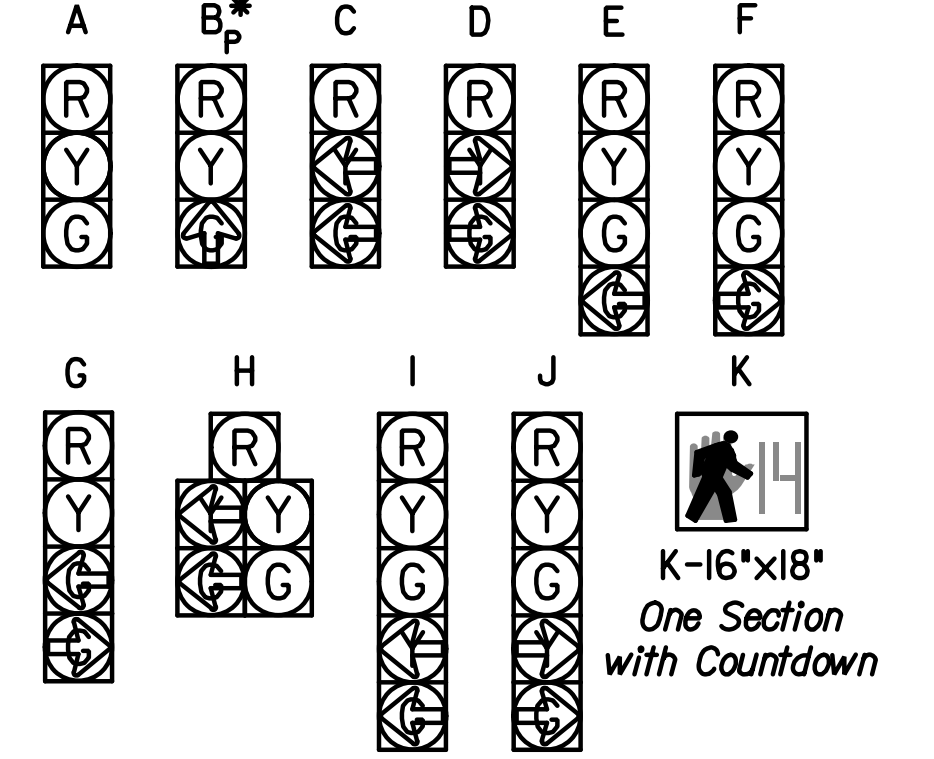 A B P* C D E F
R R R R R R
Y Y Y Y Y Y
G G G G G G
G G
G H I J K
R R R R
Y Y Y Y Y 14
G G G G G
G Y Y
G G
K-16"x18"
One Section
with Countdown